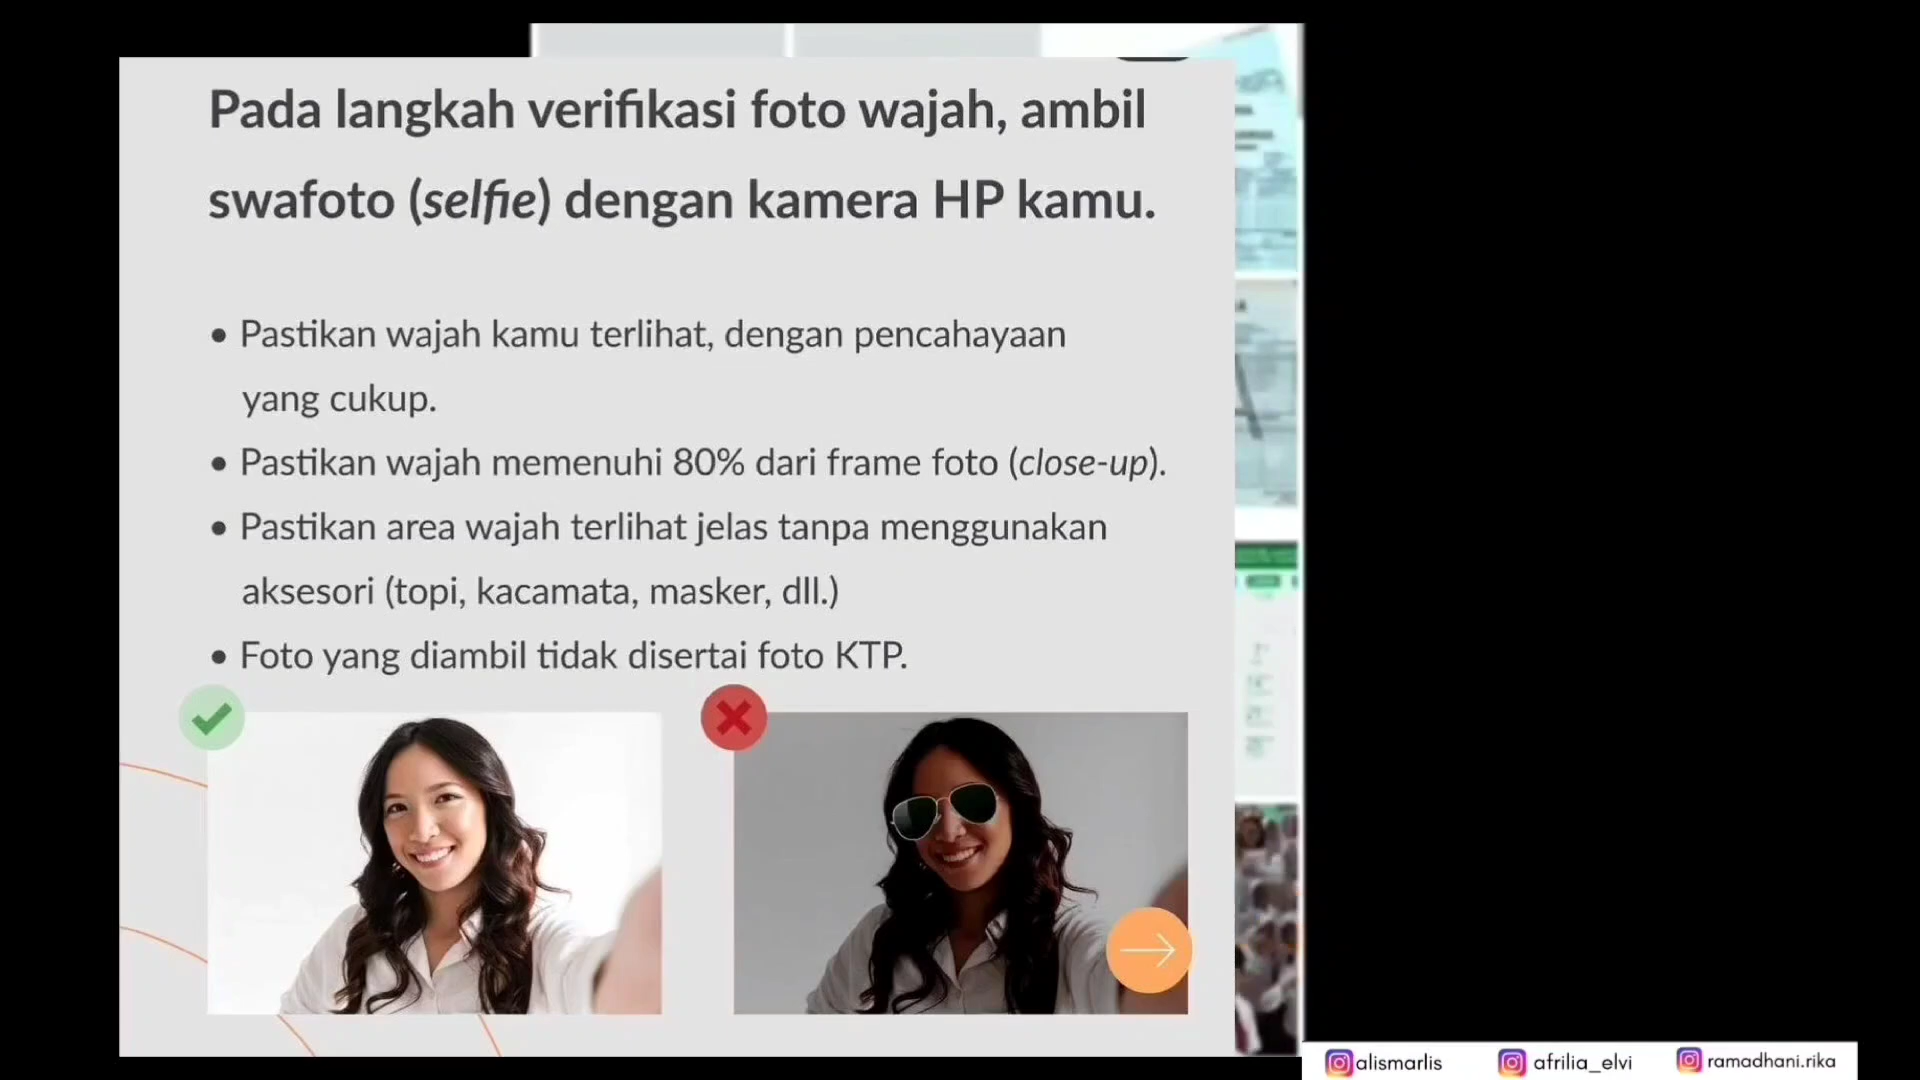 Pada langkah verifikasi foto wajah, ambil
swafoto (selfie) dengan kamera HP kamu.
• Pastikan wajah kamu terlihat, dengan pencahayaan
yang cukup.
• Pastikan wajah memenuhi 80% dari frame foto (close-up).
• Pastikan area wajah terlihat jelas tanpa menggunakan
aksesori (topi, kacamata, masker, dll.)
• Foto yang diambil tidak disertai foto KTP.
alismarlis
afrilia_elvi
ramadhani.rika